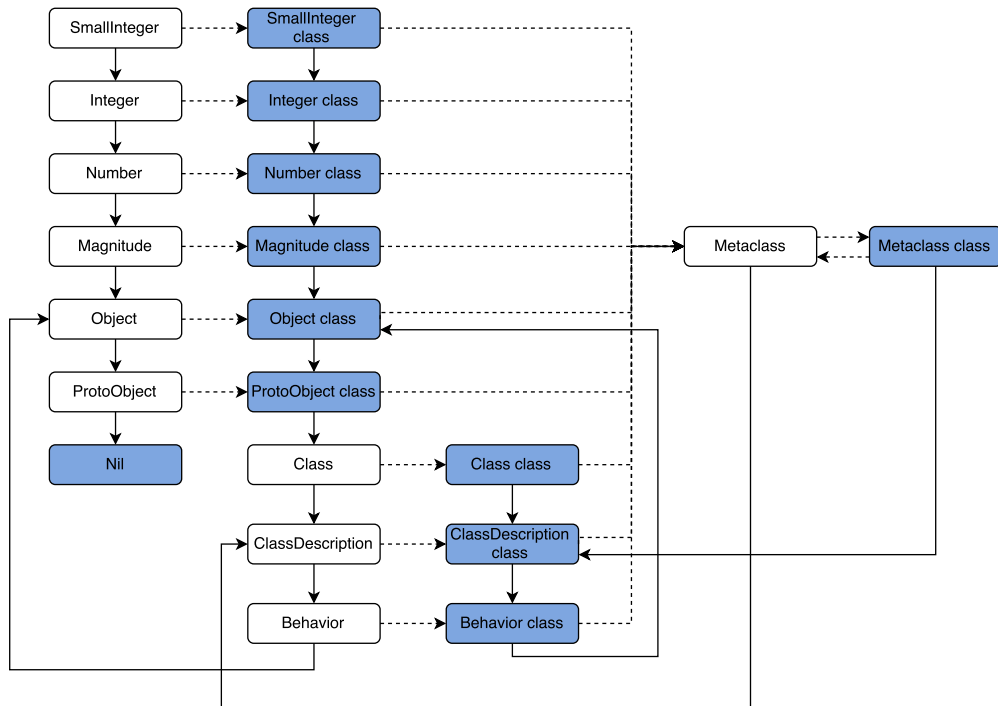 SmallInteger
SmallInteger
class
Integer
Integer class
Number
Number class
Magnitude
Magnitude class
Metaclass
Metaclass class
Object
Object class
ProtoObject
ProtoObject class
Nil
Class
Class class
ClassDescription
ClassDescription
class
Behavior
Behavior class